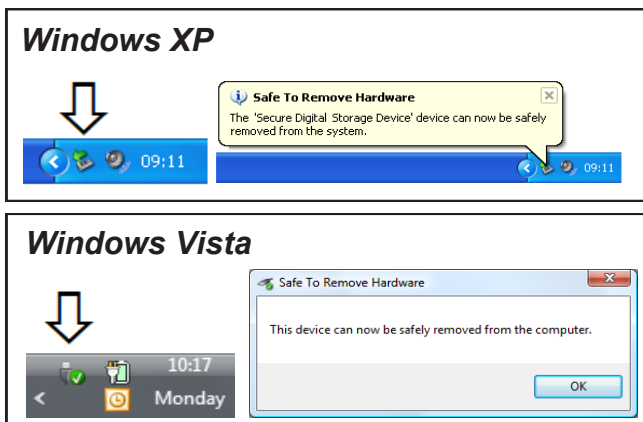 Windows XP
Safe To Remove Hardware
The 'Secure Digital Storage Device' device can now be safely
removed from the system.
09:11
09:11
Windows Vista
Safe To Remove Hardware
This device can now be safely removed from the computer.
10:17
OK
Monday